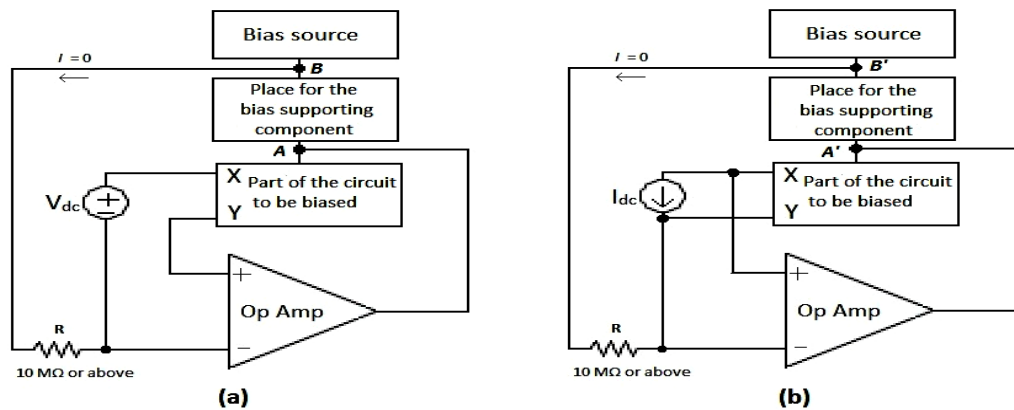 Bias source
I = 0
B
Place for the
bias supporting
component
A
X Part of the circuit
to be biased
Y
Vdc
+
−
+
Op Amp
−
R
10 MΩ or above
(a)
Bias source
I = 0
B'
Place for the
bias supporting
component
A'
X Part of the circuit
to be biased
Y
Idc
+
Op Amp
−
R
10 MΩ or above
(b)